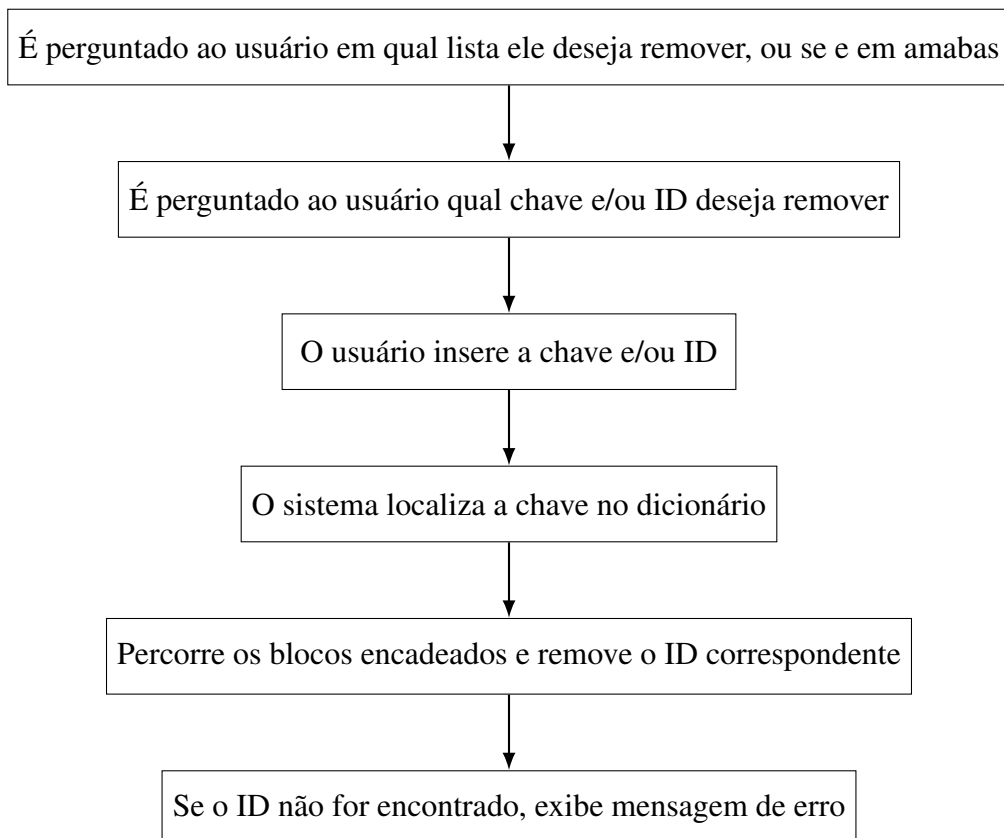 É perguntado ao usuário em qual lista ele deseja remover, ou se e em amabas
É perguntado ao usuário qual chave e/ou ID deseja remover
O usuário insere a chave e/ou ID
O sistema localiza a chave no dicionário
Percorre os blocos encadeados e remove o ID correspondente
Se o ID não for encontrado, exibe mensagem de erro